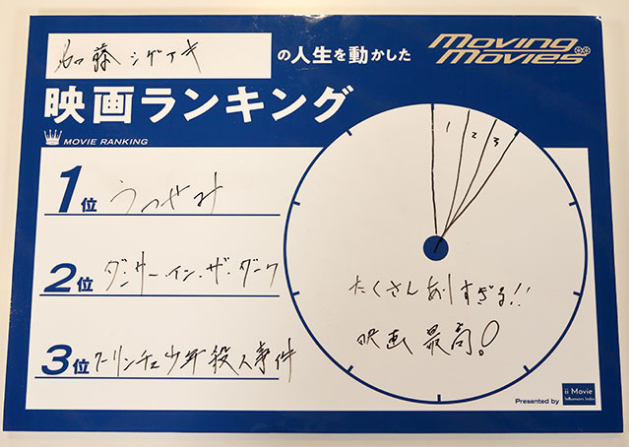 加藤シゲアキ の人生を動かした
Moving Movies
映画ランキング
MOVIE RANKING
1位 うつせみ
2位 ダンサー・イン・ザ・ダーク
3位 クーリンチェ少年殺人事件
1 2 3
たくさんありすぎる!!
映画最高!
Presented by ii Movie